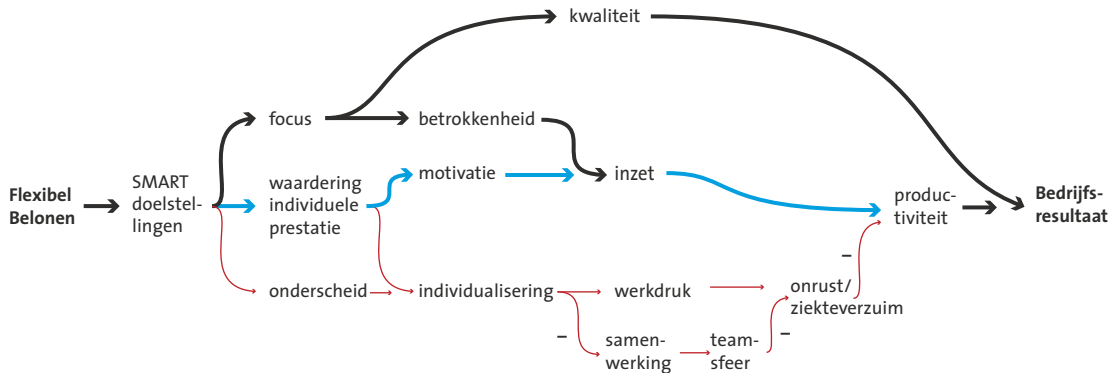 kwaliteit
focus
betrokkenheid
Flexibel
Belonen
SMART
doelstel-
lingen
waardering
individuele
prestatie
motivatie
inzet
produc-
tiviteit
Bedrijfs-
resultaat
onderscheid
individualisering
werkdruk
onrust/
ziekteverzuim
–
–
samen-
werking
team-
sfeer
–